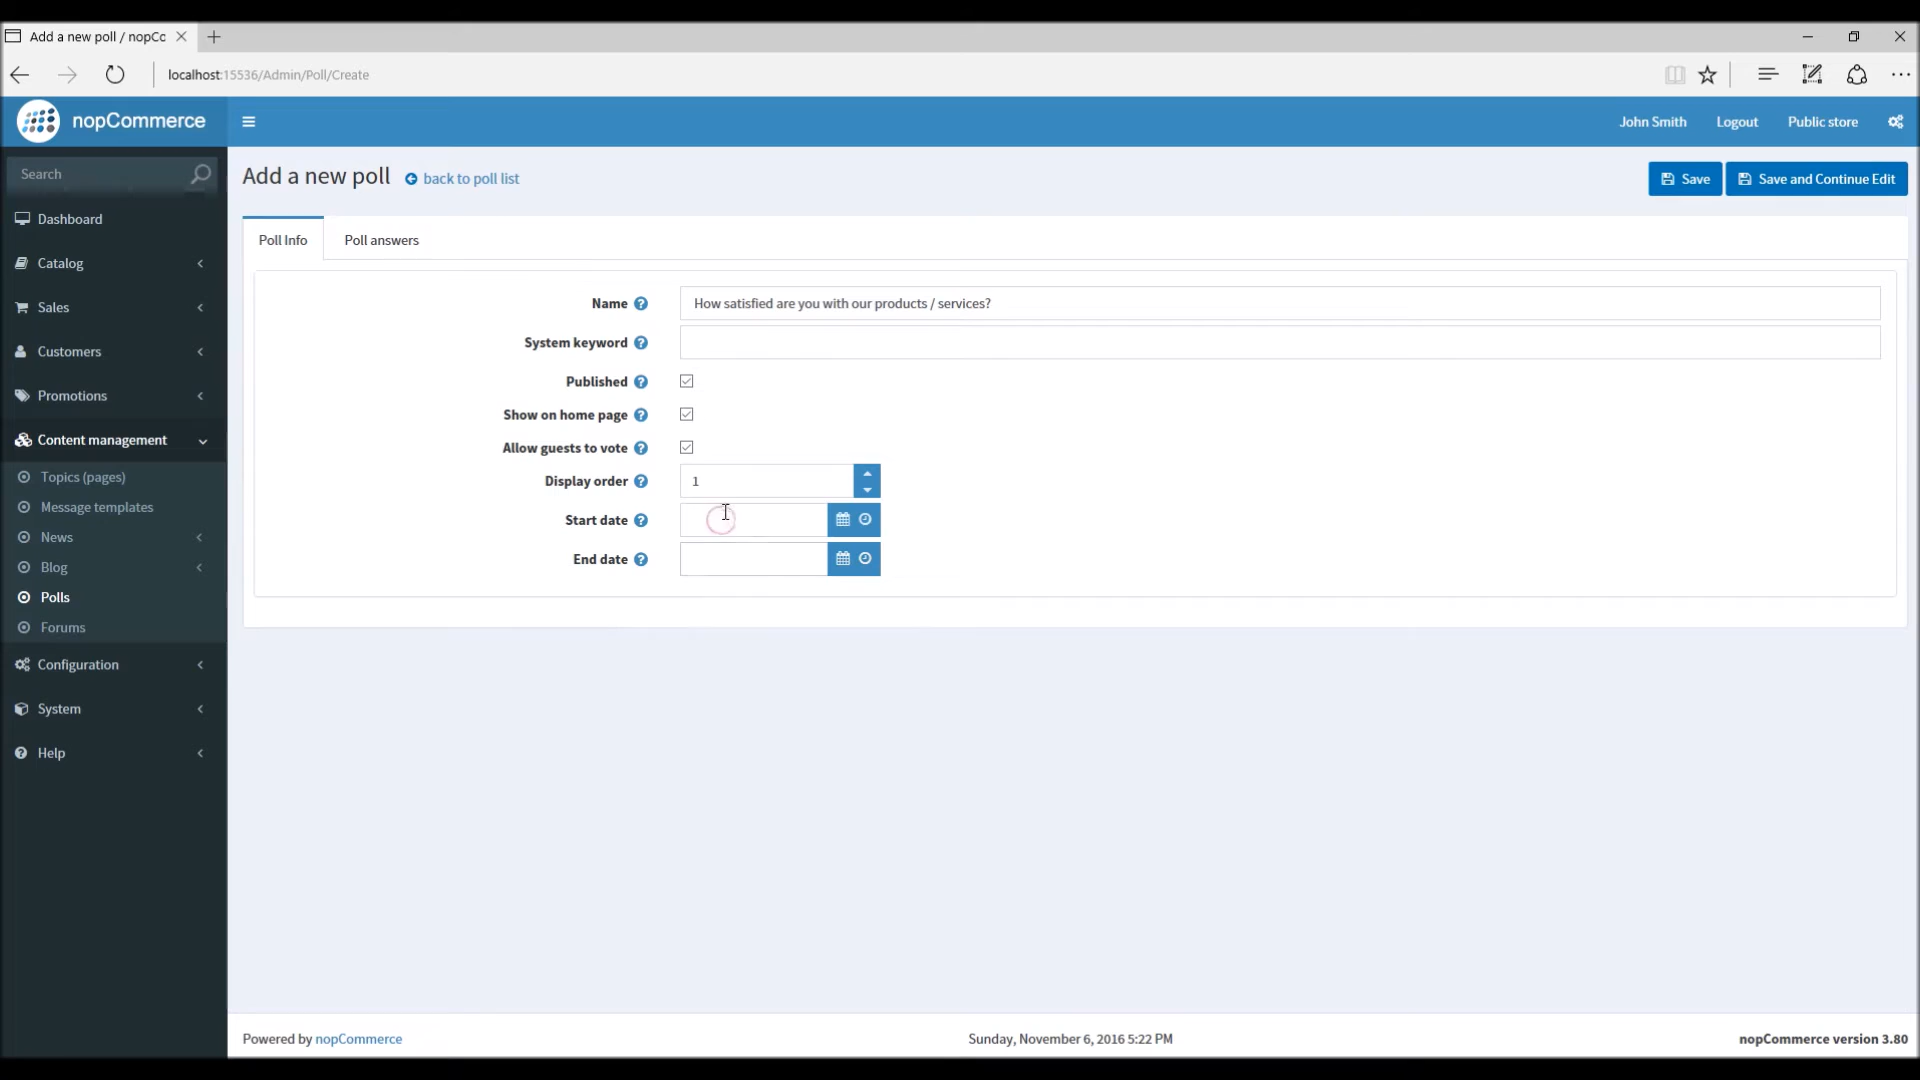 Add a new poll / nopCc
localhost:15536/Admin/Poll/Create
nopCommerce
John Smith
Logout
Public store
Search
Add a new poll
back to poll list
Save
Save and Continue Edit
Dashboard
Catalog
Sales
Customers
Promotions
Content management
Topics (pages)
Message templates
News
Blog
Polls
Forums
Configuration
System
Help
Poll Info
Poll answers
Name
How satisfied are you with our products / services?
System keyword
Published
Show on home page
Allow guests to vote
Display order
1
Start date
End date
Powered by nopCommerce
Sunday, November 6, 2016 5:22 PM
nopCommerce version 3.80